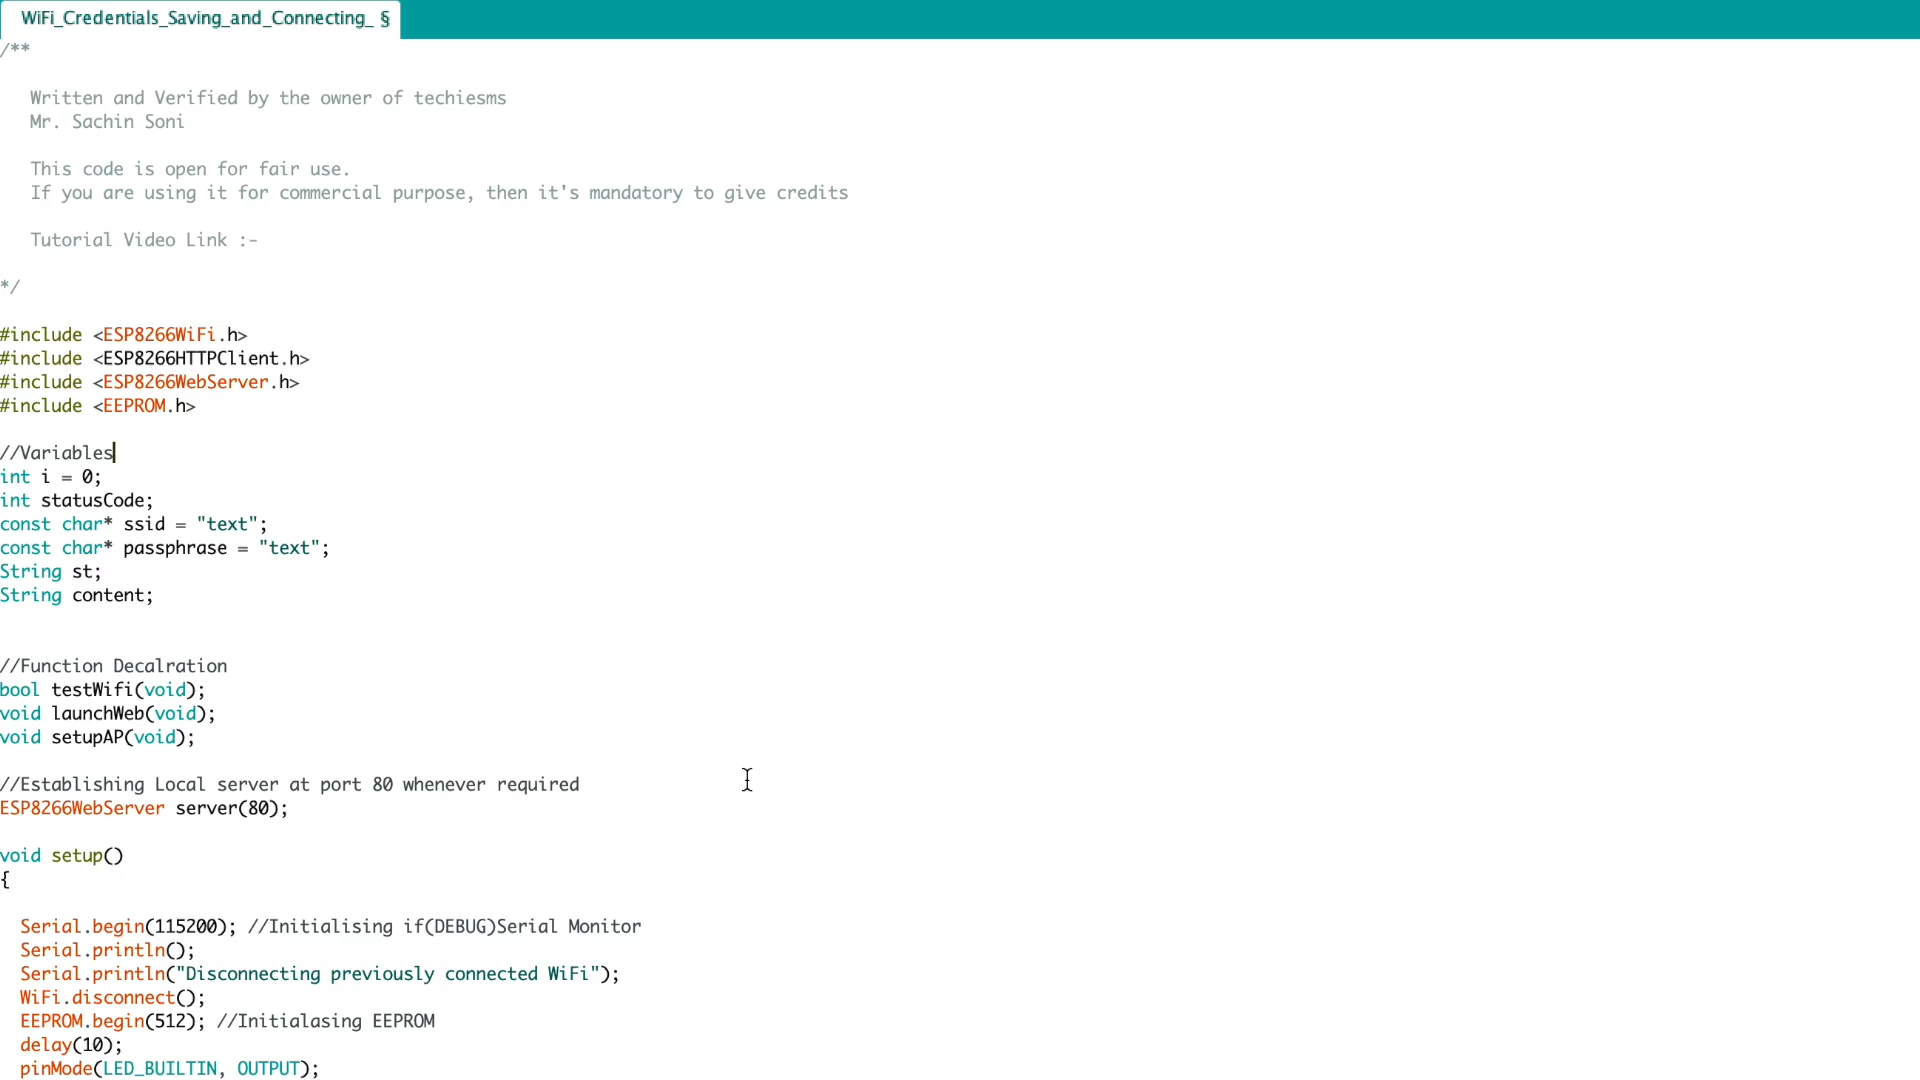 WiFi_Credentials_Saving_and_Connecting_ §
/**
Written and Verified by the owner of techiesms
Mr. Sachin Soni
This code is open for fair use.
If you are using it for commercial purpose, then it's mandatory to give credits
Tutorial Video Link :-
*/
#include <ESP8266WiFi.h>
#include <ESP8266HTTPClient.h>
#include <ESP8266WebServer.h>
#include <EEPROM.h>
//Variables
int i = 0;
int statusCode;
const char* ssid = "text";
const char* passphrase = "text";
String st;
String content;
//Function Decalration
bool testWifi(void);
void launchWeb(void);
void setupAP(void);
//Establishing Local server at port 80 whenever required
ESP8266WebServer server(80);
void setup()
{
Serial.begin(115200); //Initialising if(DEBUG)Serial Monitor
Serial.println();
Serial.println("Disconnecting previously connected WiFi");
WiFi.disconnect();
EEPROM.begin(512); //Initialasing EEPROM
delay(10);
pinMode(LED_BUILTIN, OUTPUT);